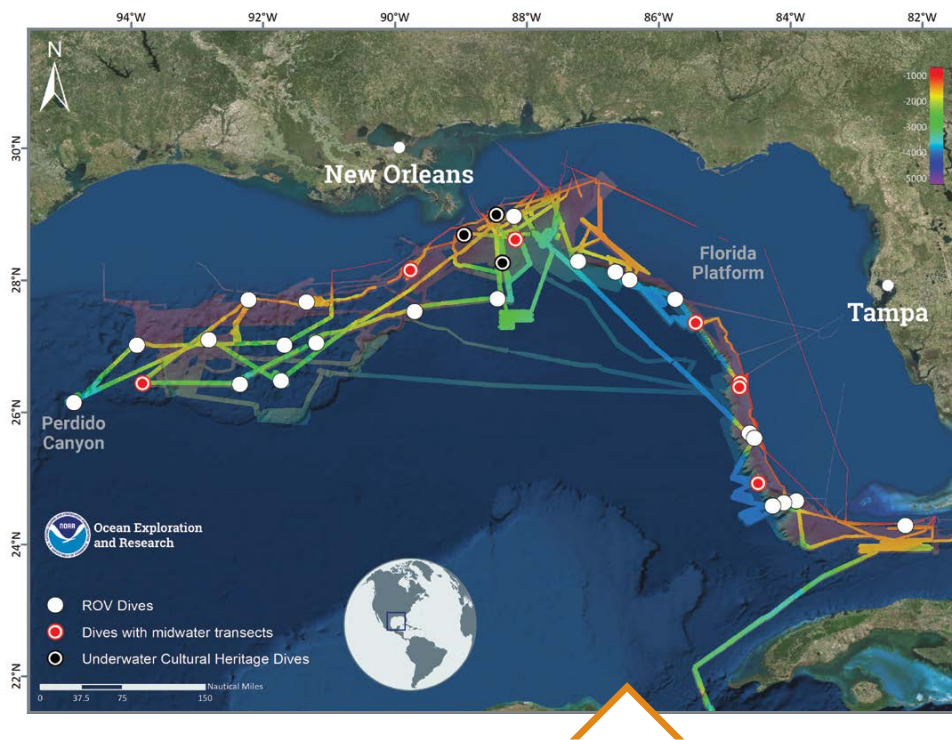 94°W 92°W 90°W 88°W 86°W 84°W 82°W
N
-1000
-2000
-3000
-4000
-5000
30°N
New Orleans
28°N
Florida
Platform
Tampa
26°N
Perdido
Canyon
NOAA
Ocean Exploration
and Research
24°N
ROV Dives
Dives with midwater transects
Underwater Cultural Heritage Dives
22°N
Nautical Miles
0 37.5 75 150